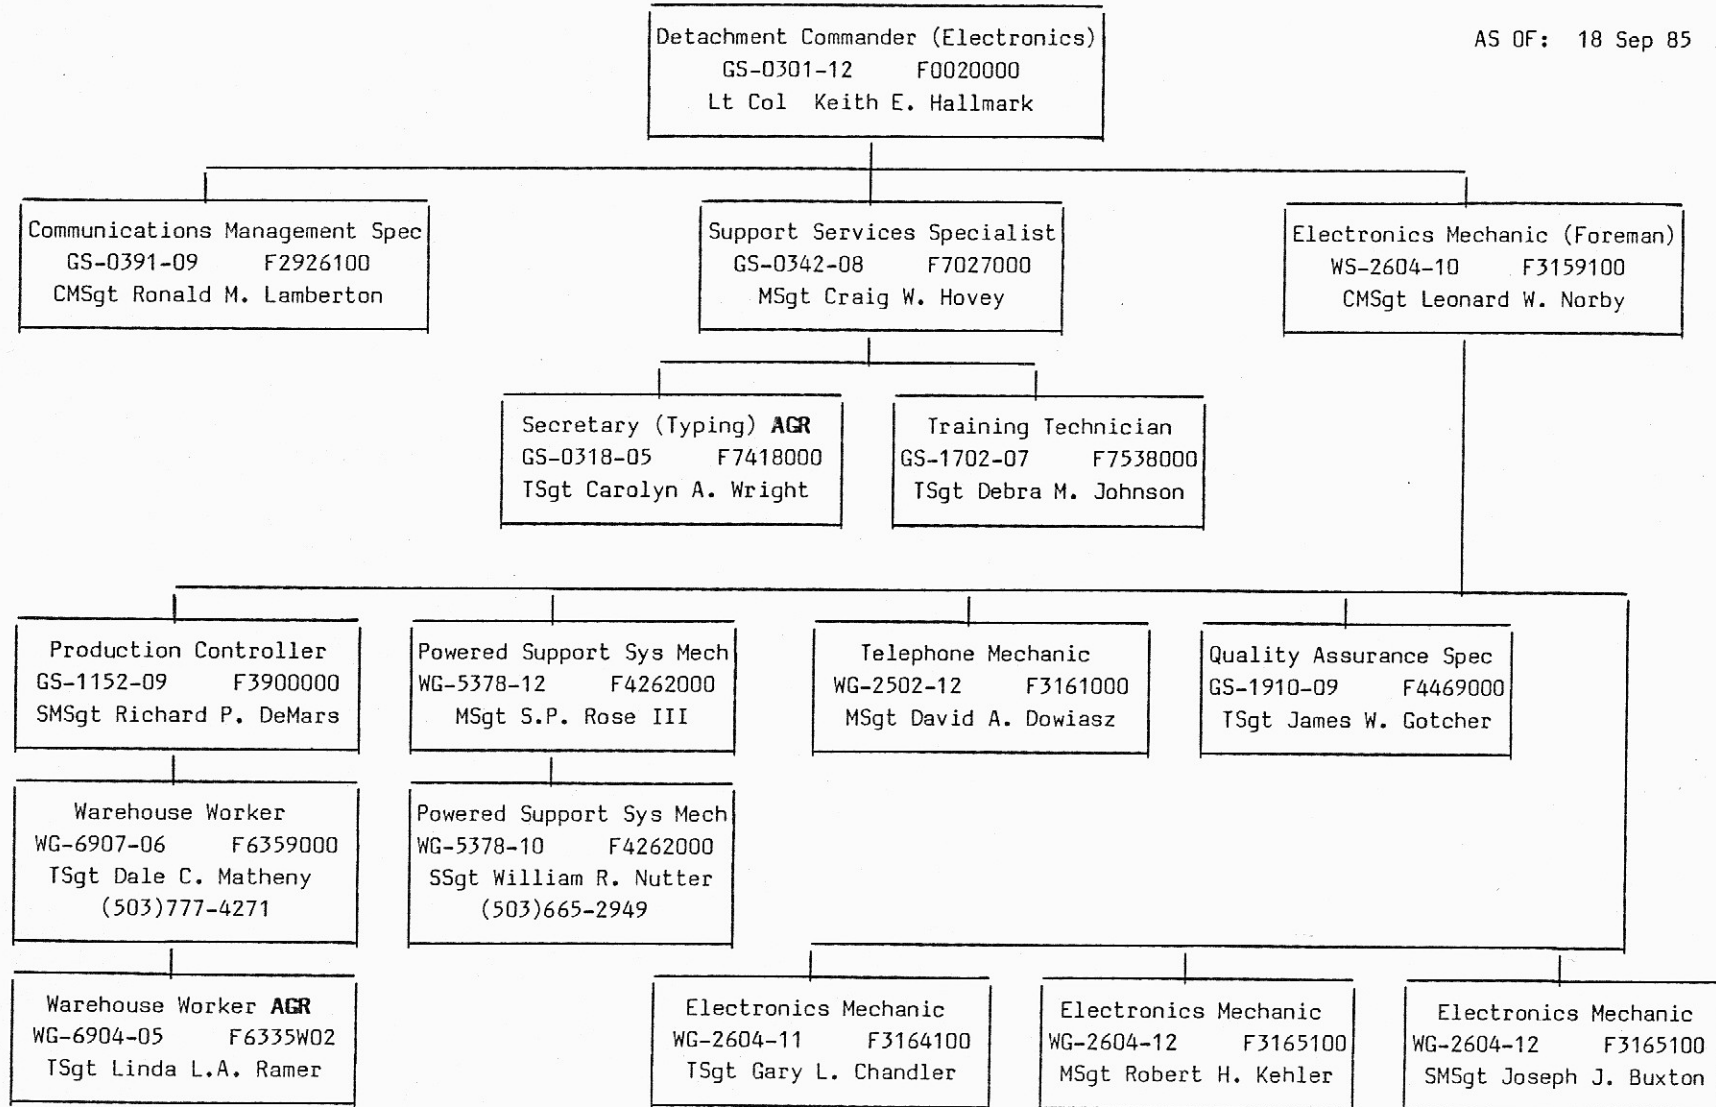 AS OF: 18 Sep 85
Detachment Commander (Electronics)
GS-0301-12 F0020000
Lt Col Keith E. Hallmark
Communications Management Spec
GS-0391-09 F2926100
CMSgt Ronald M. Lamberton
Support Services Specialist
GS-0342-08 F7027000
MSgt Craig W. Hovey
Electronics Mechanic (Foreman)
WS-2604-10 F3159100
CMSgt Leonard W. Norby
Secretary (Typing) AGR
GS-0318-05 F7418000
TSgt Carolyn A. Wright
Training Technician
GS-1702-07 F7538000
TSgt Debra M. Johnson
Production Controller
GS-1152-09 F3900000
SMSgt Richard P. DeMars
Powered Support Sys Mech
WG-5378-12 F4262000
MSgt S.P. Rose III
Telephone Mechanic
WG-2502-12 F3161000
MSgt David A. Dowiasz
Quality Assurance Spec
GS-1910-09 F4469000
TSgt James W. Gotcher
Warehouse Worker
WG-6907-06 F6359000
TSgt Dale C. Matheny
(503)777-4271
Powered Support Sys Mech
WG-5378-10 F4262000
SSgt William R. Nutter
(503)665-2949
Warehouse Worker AGR
WG-6904-05 F6335W02
TSgt Linda L.A. Ramer
Electronics Mechanic
WG-2604-11 F3164100
TSgt Gary L. Chandler
Electronics Mechanic
WG-2604-12 F3165100
MSgt Robert H. Kehler
Electronics Mechanic
WG-2604-12 F3165100
SMSgt Joseph J. Buxton